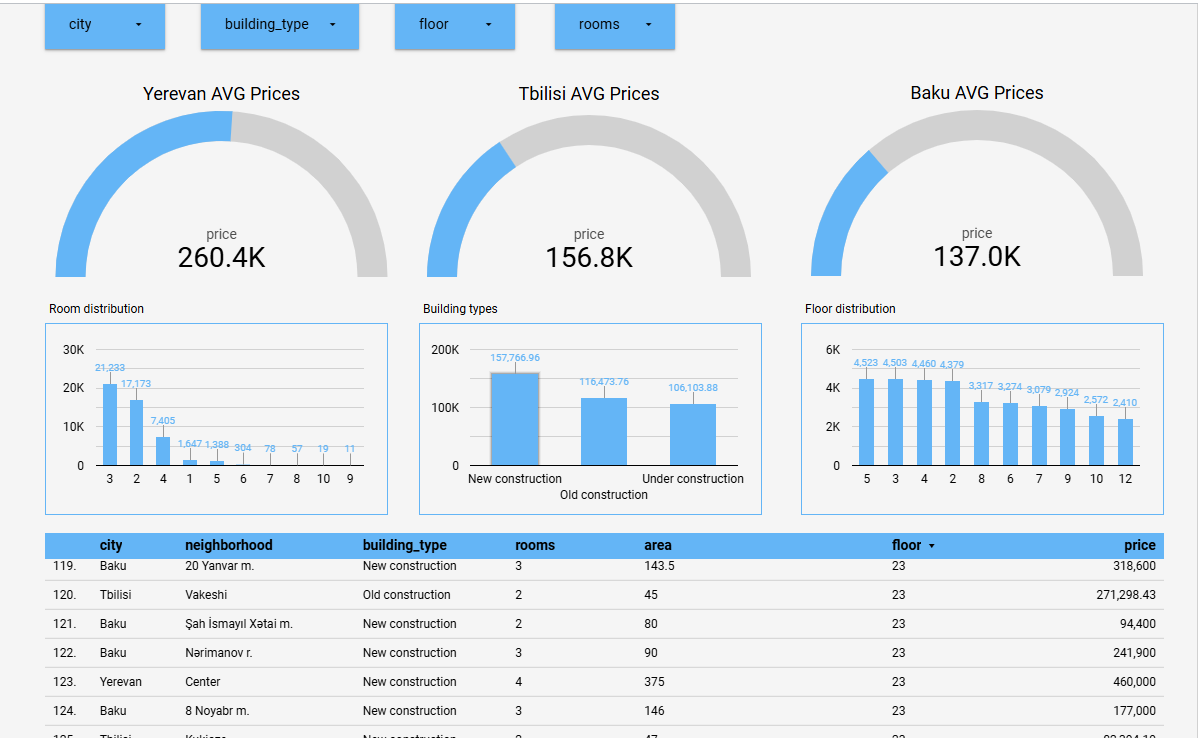 city building_type floor rooms
Yerevan AVG Prices
price
260.4K
Tbilisi AVG Prices
price
156.8K
Baku AVG Prices
price
137.0K
Room distribution
30K
20K
10K
0
21,233 17,173 7,405 1,647 1,388 304 78 57 19 11
3 2 4 1 5 6 7 8 10 9
Building types
200K
100K
0
157,766.96 116,473.76 106,103.88
New construction Under construction
Old construction
Floor distribution
6K
4K
2K
0
4,523 4,503 4,460 4,379 3,317 3,274 3,079 2,924 2,572 2,410
5 3 4 2 8 6 7 9 10 12
city neighborhood building_type rooms area floor price
119. Baku 20 Yanvar m. New construction 3 143.5 23 318,600
120. Tbilisi Vakeshi Old construction 2 45 23 271,298.43
121. Baku Şah İsmayıl Xətai m. New construction 2 80 23 94,400
122. Baku Nərimanov r. New construction 3 90 23 241,900
123. Yerevan Center New construction 4 375 23 460,000
124. Baku 8 Noyabr m. New construction 3 146 23 177,000